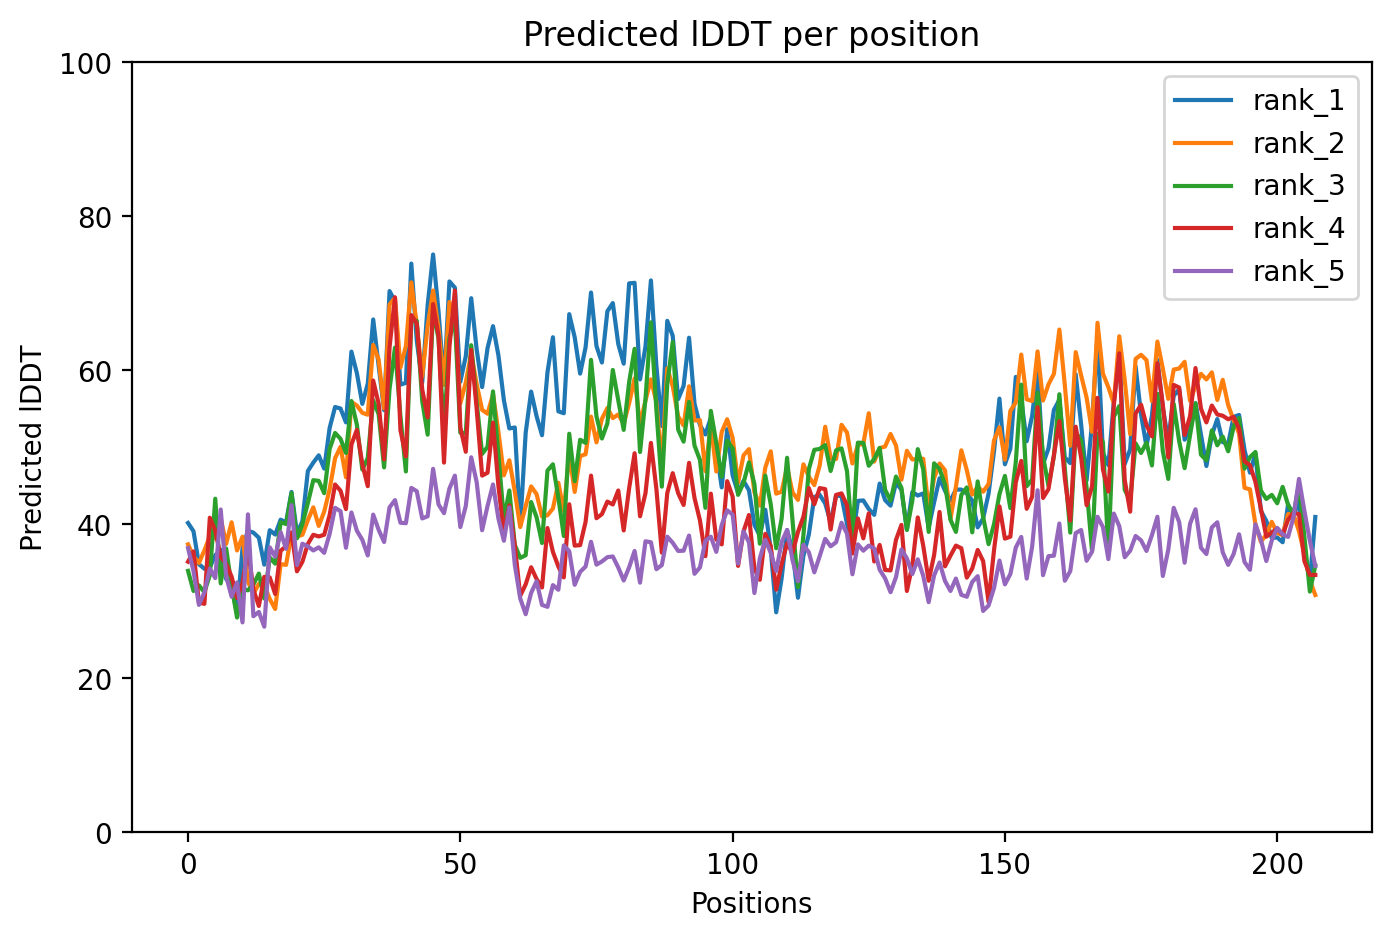 Predicted lDDT per position
100
80
60
40
20
0
Predicted lDDT
0 50 100 150 200
Positions
rank_1
rank_2
rank_3
rank_4
rank_5